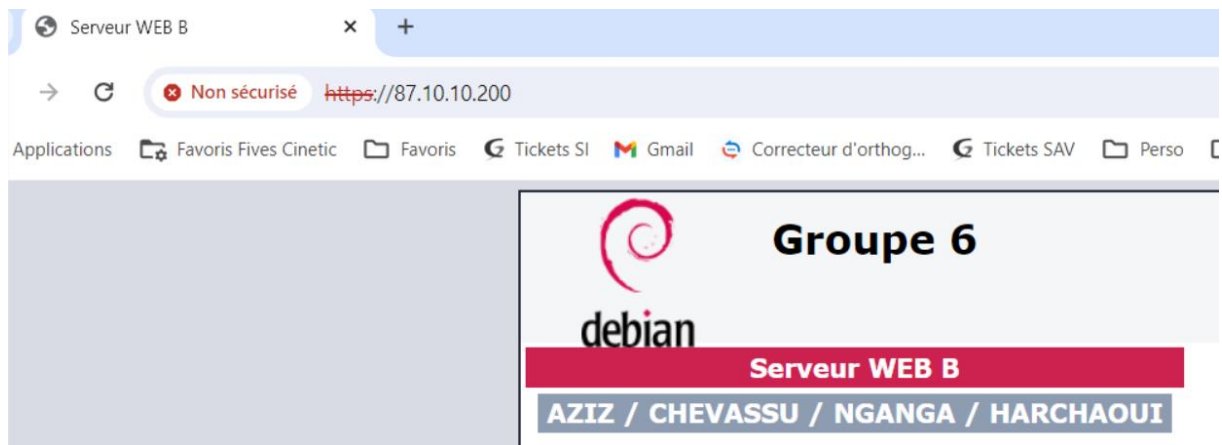 Serveur WEB B
Non sécurisé https://87.10.10.200
Applications Favoris Fives Cinetic Favoris Tickets SI Gmail Correcteur d'orthog... Tickets SAV Perso
debian
Groupe 6
Serveur WEB B
AZIZ / CHEVASSU / NGANGA / HARCHAOUI